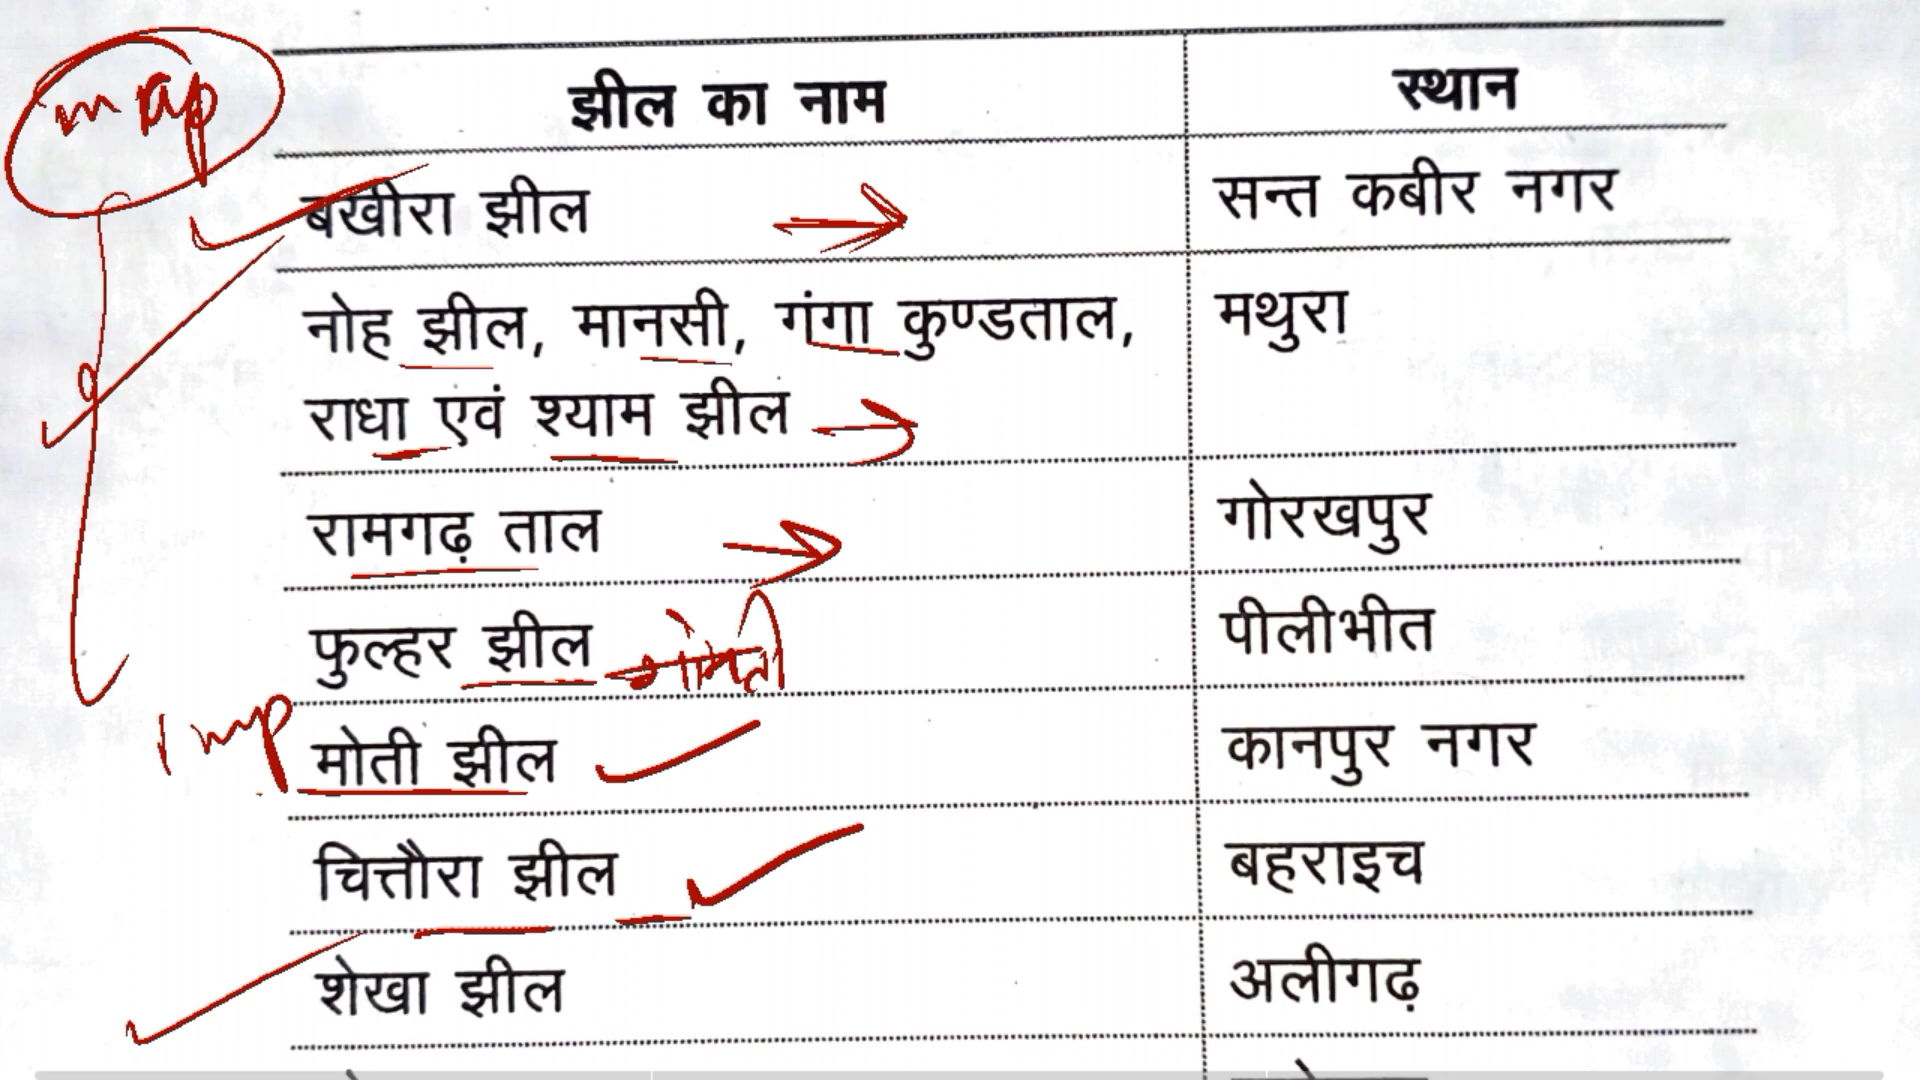 map
झील का नाम स्थान
बखीरा झील सन्त कबीर नगर
नोह झील, मानसी, गंगा कुण्डताल, मथुरा
राधा एवं श्याम झील
रामगढ़ ताल गोरखपुर
फुल्हर झील गोमती पीलीभीत
Imp मोती झील कानपुर नगर
चित्तौरा झील बहराइच
शेखा झील अलीगढ़